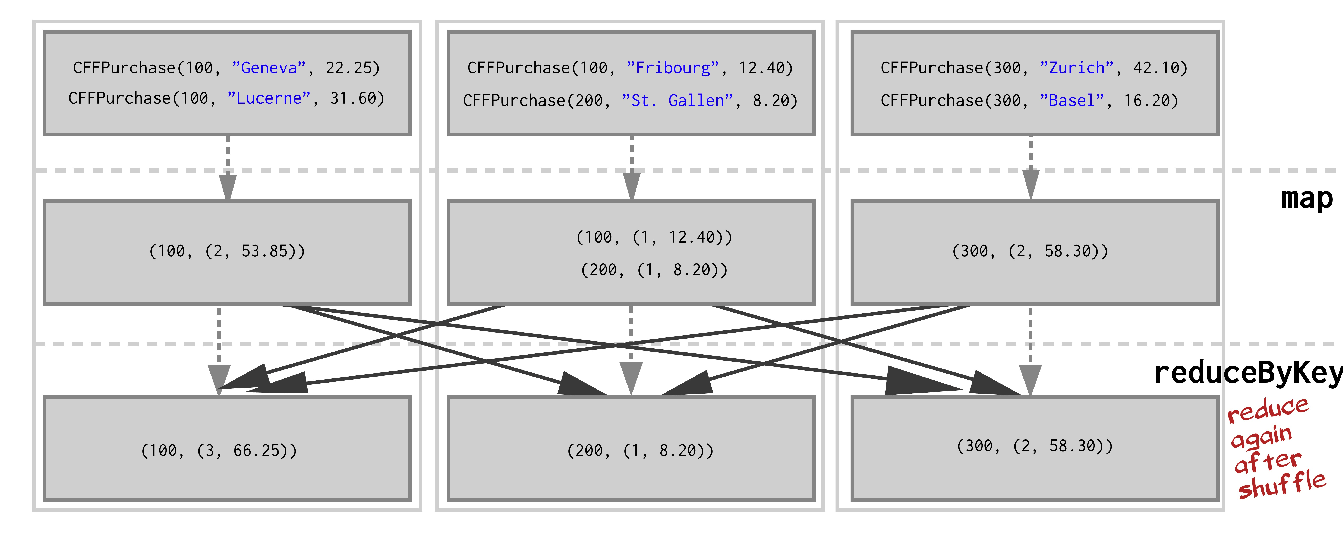 CFFPurchase(100, ”Geneva”, 22.25)
CFFPurchase(100, ”Lucerne”, 31.60)
CFFPurchase(100, ”Fribourg”, 12.40)
CFFPurchase(200, ”St. Gallen”, 8.20)
CFFPurchase(300, ”Zurich”, 42.10)
CFFPurchase(300, ”Basel”, 16.20)
map
(100, (2, 53.85))
(100, (1, 12.40))
(200, (1, 8.20))
(300, (2, 58.30))
reduceByKey
(100, (3, 66.25))
(200, (1, 8.20))
(300, (2, 58.30))
reduce
again
after
shuffle